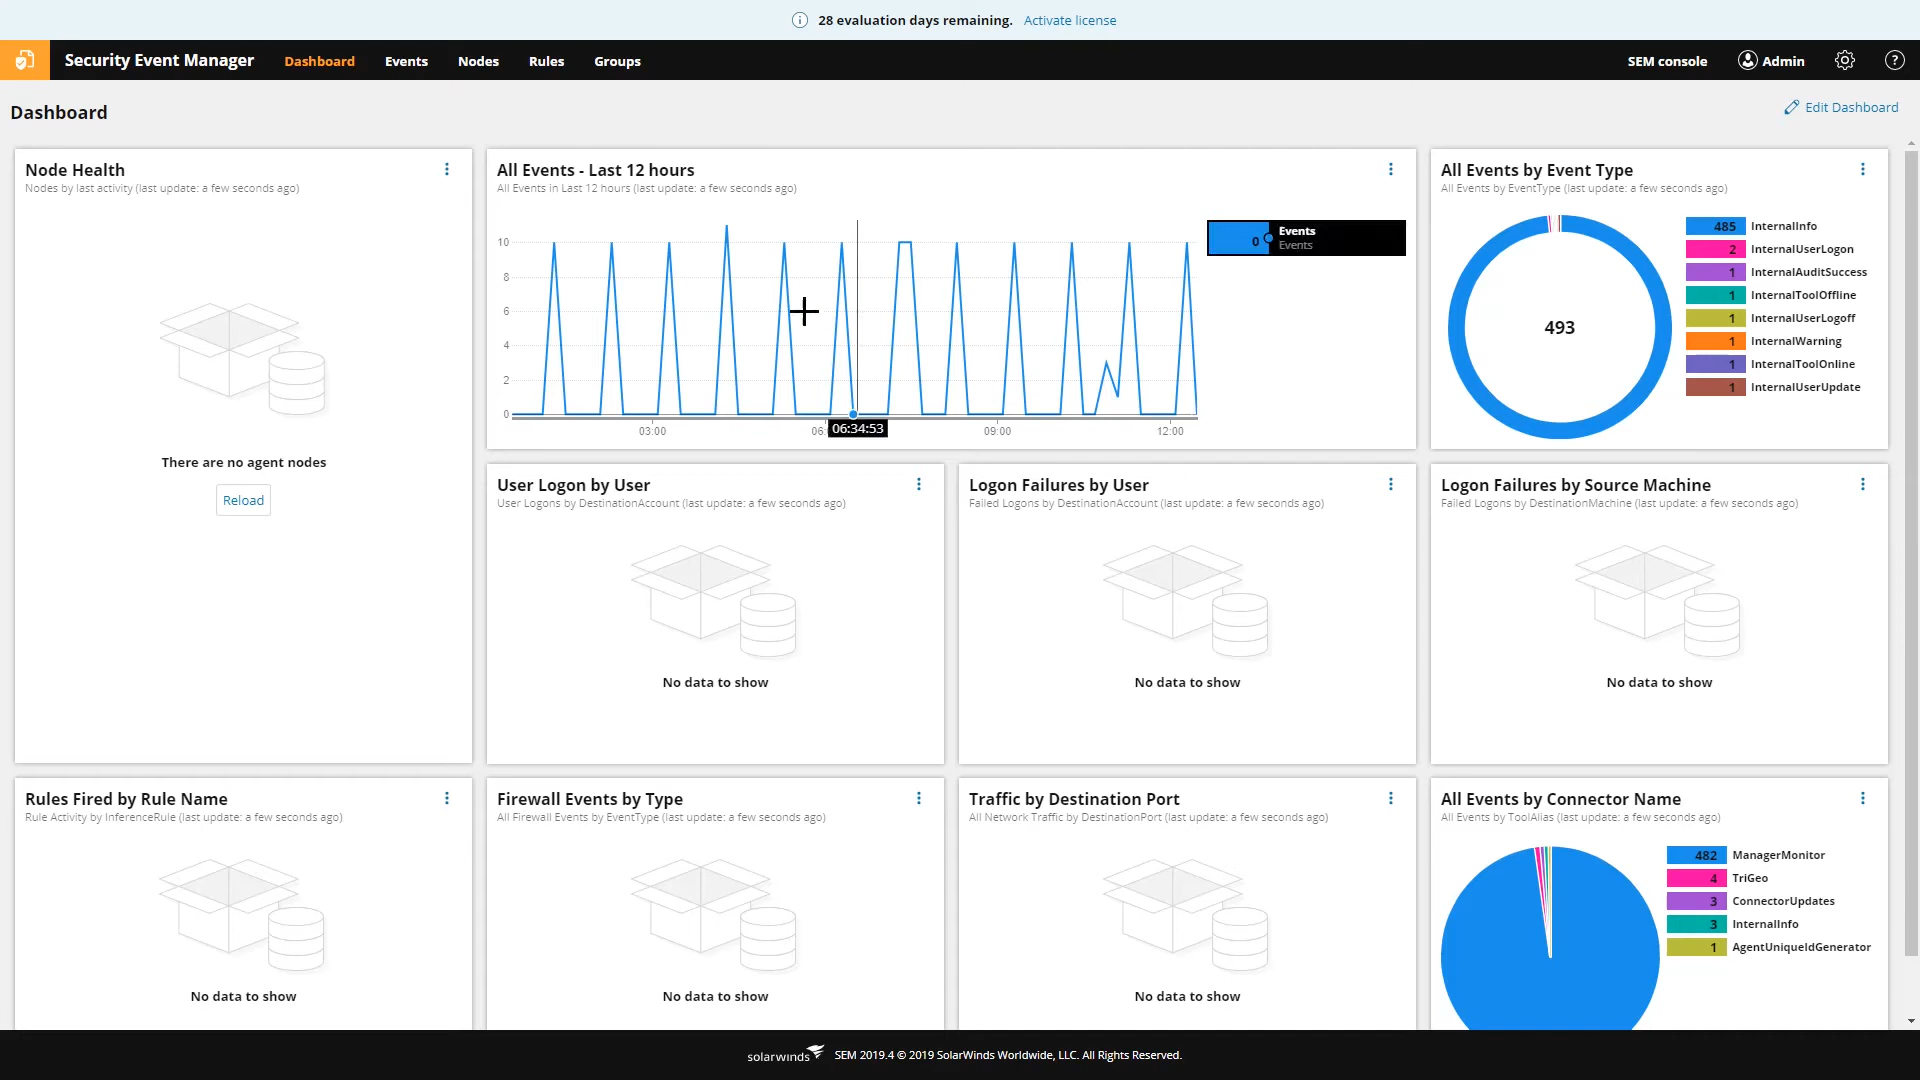 28 evaluation days remaining. Activate license
Security Event Manager Dashboard Events Nodes Rules Groups SEM console Admin ?
Dashboard
Edit Dashboard
Node Health
Nodes by last activity (last update: a few seconds ago)
There are no agent nodes
Reload
All Events - Last 12 hours
All Events in Last 12 hours (last update: a few seconds ago)
10
8
6
4
2
0
03:00
06:
06:34:53
09:00
12:00
0 Events
Events
All Events by Event Type
All Events by EventType (last update: a few seconds ago)
493
485 InternalInfo
2 InternalUserLogon
1 InternalAuditSuccess
1 InternalToolOffline
1 InternalUserLogoff
1 InternalWarning
1 InternalToolOnline
1 InternalUserUpdate
User Logon by User
User Logons by DestinationAccount (last update: a few seconds ago)
No data to show
Logon Failures by User
Failed Logons by DestinationAccount (last update: a few seconds ago)
No data to show
Logon Failures by Source Machine
Failed Logons by DestinationMachine (last update: a few seconds ago)
No data to show
Rules Fired by Rule Name
Rule Activity by InferenceRule (last update: a few seconds ago)
No data to show
Firewall Events by Type
All Firewall Events by EventType (last update: a few seconds ago)
No data to show
Traffic by Destination Port
All Network Traffic by DestinationPort (last update: a few seconds ago)
No data to show
All Events by Connector Name
All Events by ToolAlias (last update: a few seconds ago)
482 ManagerMonitor
4 TriGeo
3 ConnectorUpdates
3 InternalInfo
1 AgentUniqueIdGenerator
solarwinds SEM 2019.4 © 2019 SolarWinds Worldwide, LLC. All Rights Reserved.